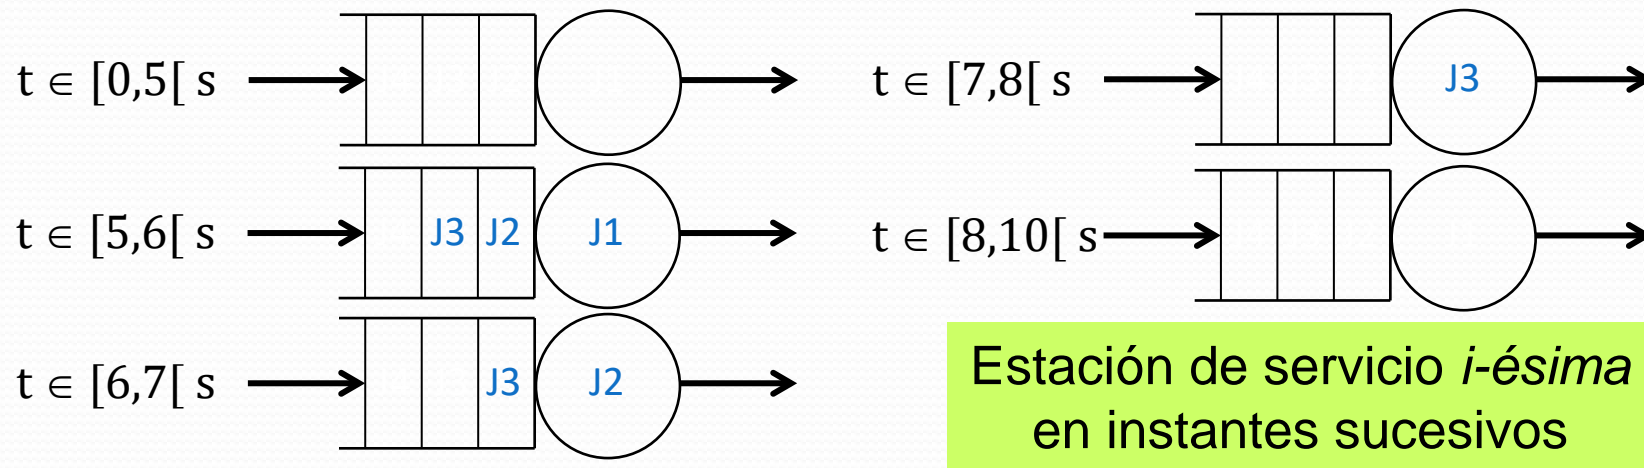 t ∈ [0,5[ s
t ∈ [5,6[ s
J3 J2 J1
t ∈ [6,7[ s
J3 J2
t ∈ [7,8[ s
J3
t ∈ [8,10[ s
Estación de servicio i-ésima
en instantes sucesivos